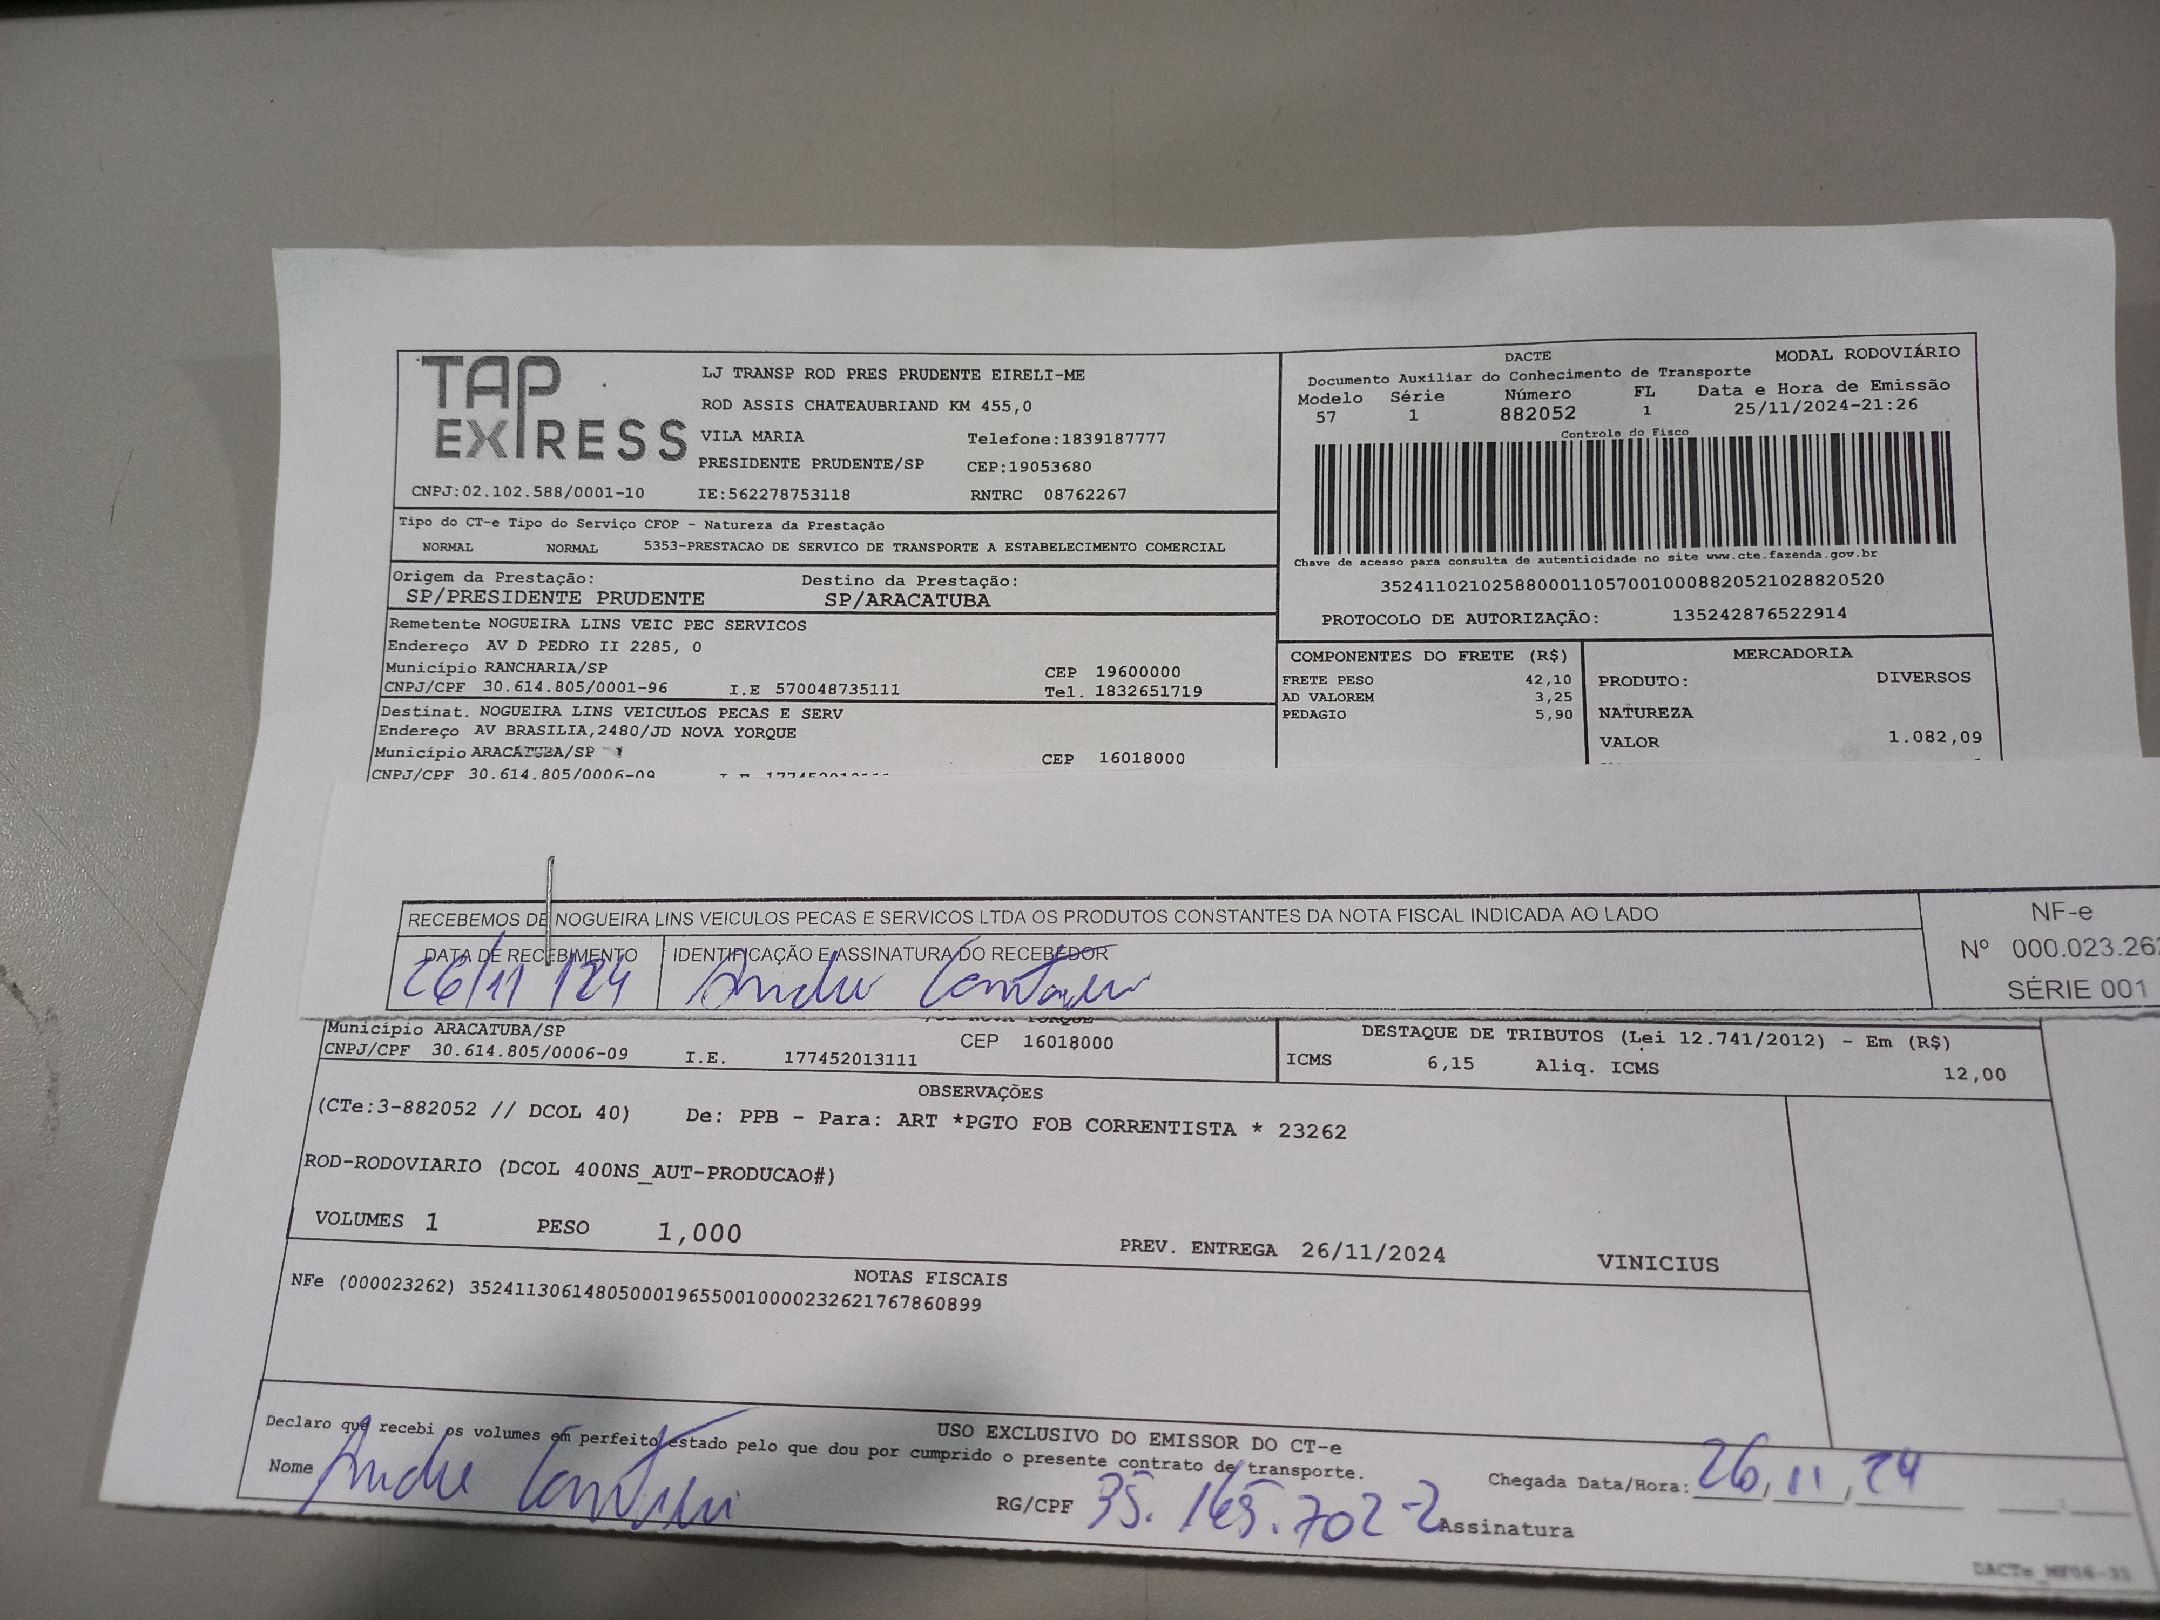 TAP EXPRESS
LJ TRANSP ROD PRES PRUDENTE EIRELI-ME
ROD ASSIS CHATEAUBRIAND KM 455,0
VILA MARIA Telefone:1839187777
PRESIDENTE PRUDENTE/SP CEP:19053680
CNPJ:02.102.588/0001-10 IE:562278753118 RNTRC 08762267
DACTE MODAL RODOVIÁRIO
Documento Auxiliar do Conhecimento de Transporte
Modelo Série Número FL Data e Hora de Emissão
57 1 882052 1 25/11/2024-21:26
Controle do Fisco
Chave de acesso para consulta de autenticidade no site www.cte.fazenda.gov.br
35241102102588000110570010008820521028820520
PROTOCOLO DE AUTORIZAÇÃO: 135242876522914
Tipo do CT-e Tipo do Serviço CFOP - Natureza da Prestação
NORMAL NORMAL 5353-PRESTACAO DE SERVICO DE TRANSPORTE A ESTABELECIMENTO COMERCIAL
Origem da Prestação: Destino da Prestação:
SP/PRESIDENTE PRUDENTE SP/ARACATUBA
Remetente NOGUEIRA LINS VEIC PEC SERVICOS
Endereço AV D PEDRO II 2285, 0
Município RANCHARIA/SP CEP 19600000
CNPJ/CPF 30.614.805/0001-96 I.E 570048735111 Tel. 1832651719
Destinat. NOGUEIRA LINS VEICULOS PECAS E SERV
Endereço AV BRASILIA,2480/JD NOVA YORQUE
Município ARACATUBA/SP CEP 16018000
CNPJ/CPF 30.614.805/0006-09
COMPONENTES DO FRETE (R$)
FRETE PESO 42,10
AD VALOREM 3,25
PEDAGIO 5,90
MERCADORIA
PRODUTO: DIVERSOS
NATUREZA
VALOR 1.082,09
RECEBEMOS DE NOGUEIRA LINS VEICULOS PECAS E SERVICOS LTDA OS PRODUTOS CONSTANTES DA NOTA FISCAL INDICADA AO LADO
DATA DE RECEBIMENTO IDENTIFICAÇÃO E ASSINATURA DO RECEBEDOR
26/11/24 Andre
NF-e
Nº 000.023.26
SÉRIE 001
Município ARACATUBA/SP CEP 16018000
CNPJ/CPF 30.614.805/0006-09 I.E. 177452013111
DESTAQUE DE TRIBUTOS (Lei 12.741/2012) - Em (R$)
ICMS 6,15 Aliq. ICMS 12,00
OBSERVAÇÕES
(CTe:3-882052 // DCOL 40) De: PPB - Para: ART *PGTO FOB CORRENTISTA * 23262
ROD-RODOVIARIO (DCOL 400NS_AUT-PRODUCAO#)
VOLUMES 1 PESO 1,000 PREV. ENTREGA 26/11/2024 VINICIUS
NOTAS FISCAIS
NFe (000023262) 35241130614805000196550010000232621767860899
USO EXCLUSIVO DO EMISSOR DO CT-e
Declaro que recebi os volumes em perfeito estado pelo que dou por cumprido o presente contrato de transporte.
Nome Andre RG/CPF 35.165.702-2 Assinatura
Chegada Data/Hora: 26,11,24